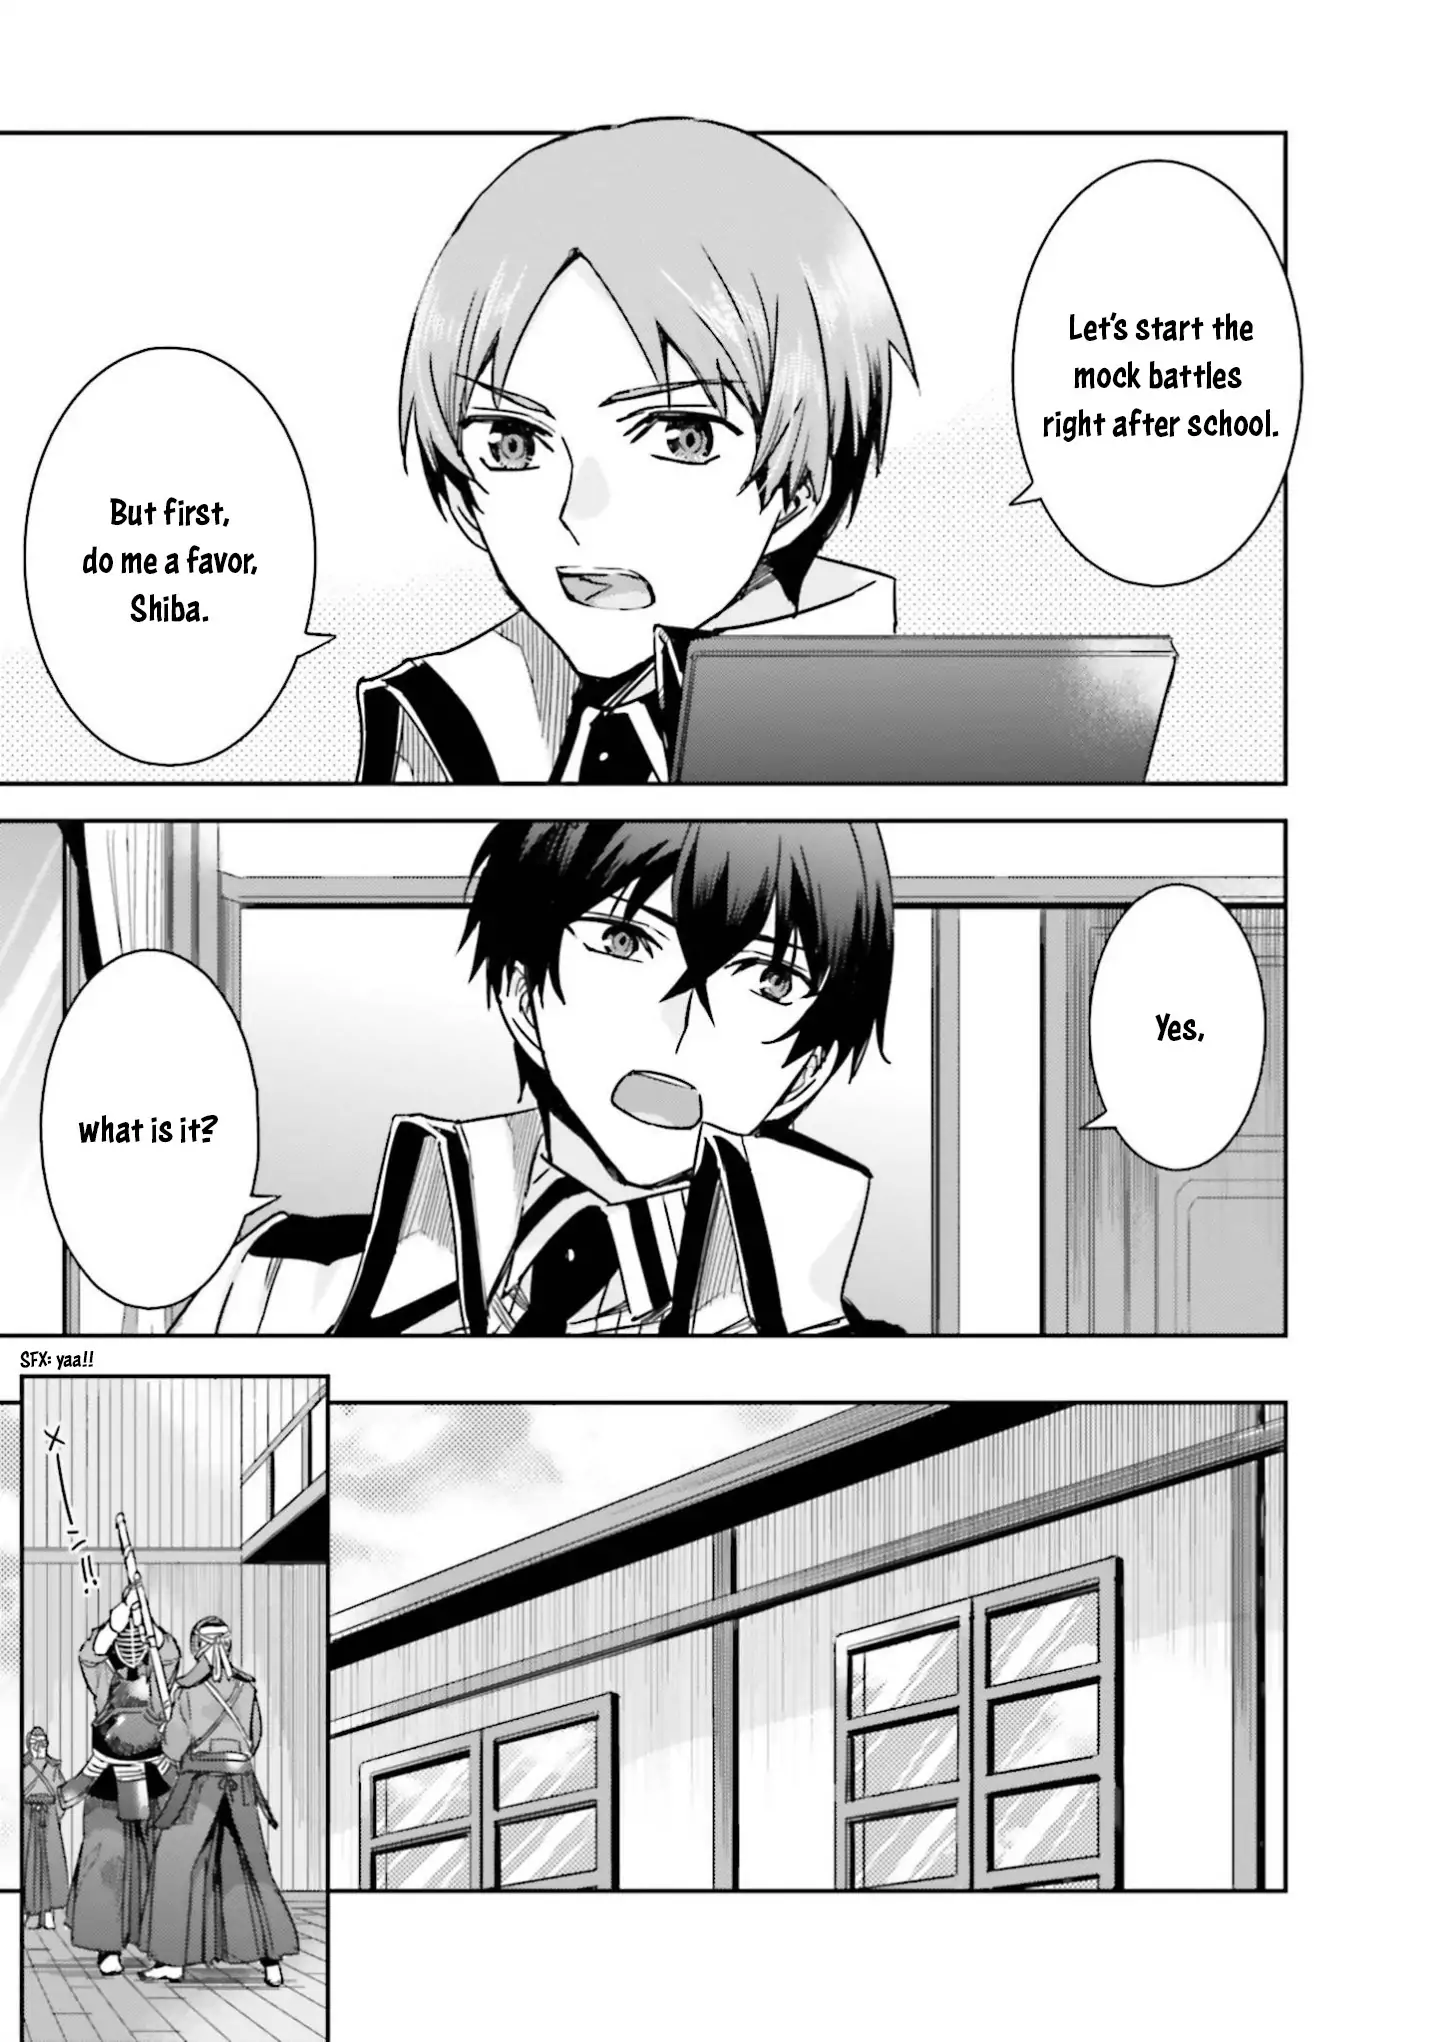 Let's start the
mock battles
right after school.
But first,
do me a favor,
Shiba.
Yes,
what is it?
SFX: yaa!!
メーン!!